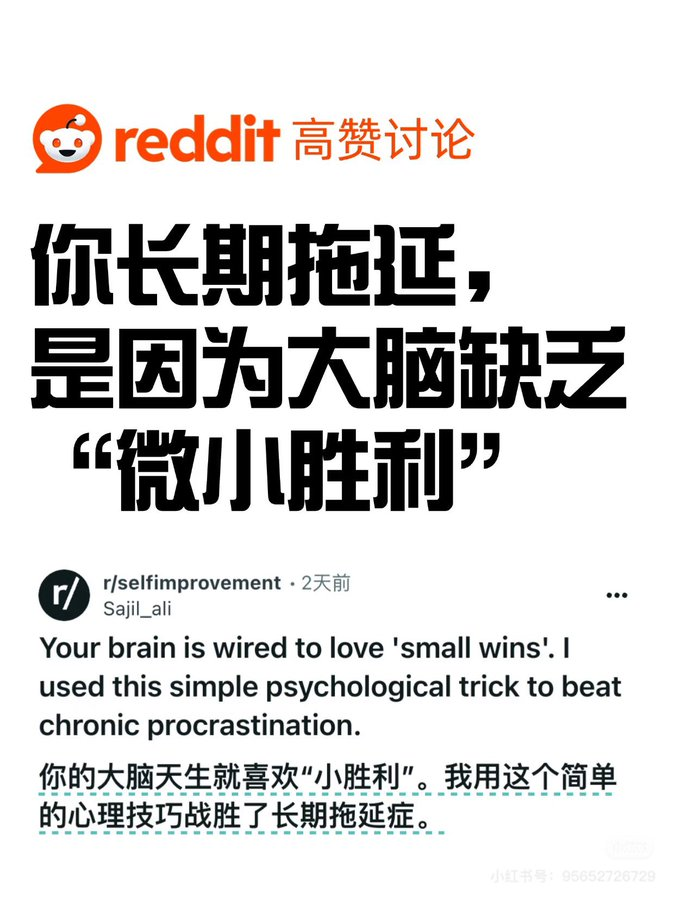 reddit 高赞讨论
你长期拖延，
是因为大脑缺乏
“微小胜利”
r/
r/selfimprovement · 2天前
Sajil_ali
Your brain is wired to love 'small wins'. I
used this simple psychological trick to beat
chronic procrastination.
你的大脑天生就喜欢“小胜利”。我用这个简单
的心理技巧战胜了长期拖延症。
小红书号：95652726729